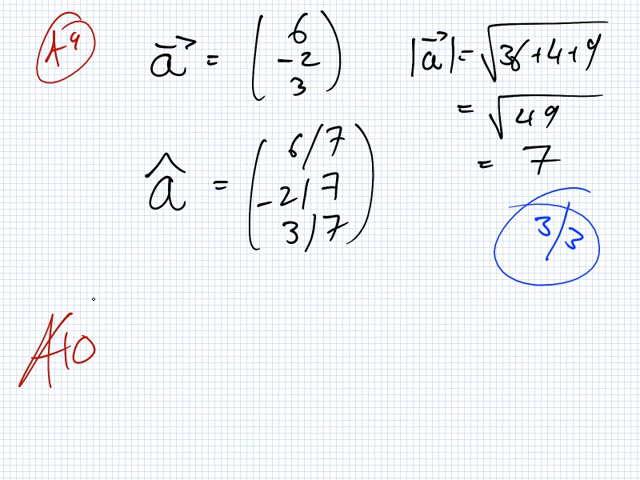 A9
a⃗ = (6 -2 3)
|a⃗| = √36+4+9
= √49
= 7
â = (6/7 -2/7 3/7)
3/3
A10